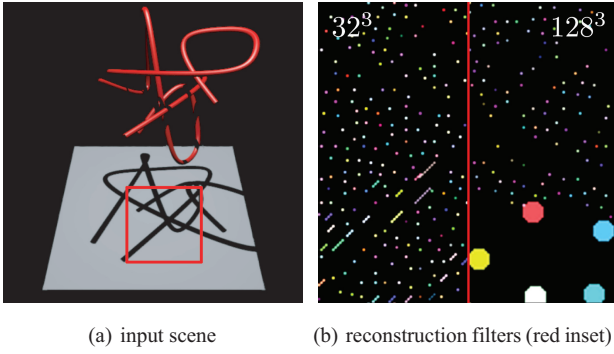 32³
128³
(a) input scene
(b) reconstruction filters (red inset)